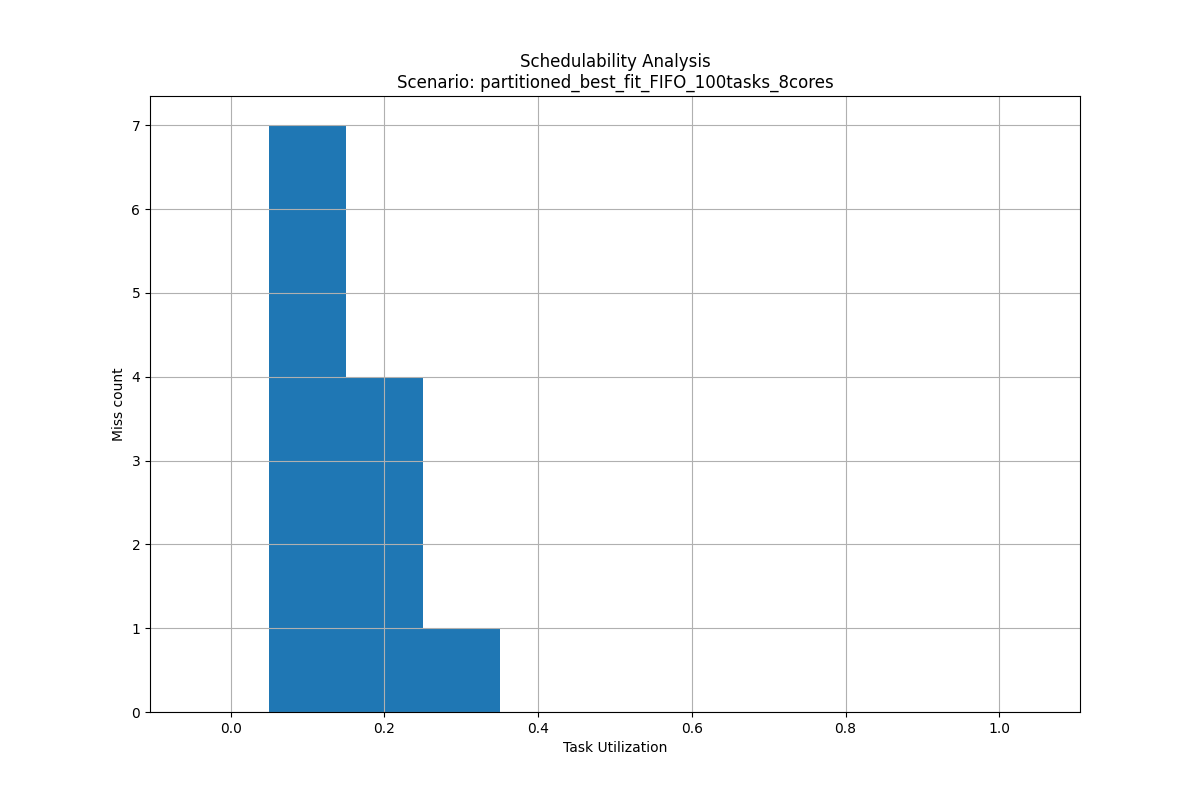 Schedulability Analysis
Scenario: partitioned_best_fit_FIFO_100tasks_8cores
7
6
5
4
3
2
1
0
Miss count
0.0 0.2 0.4 0.6 0.8 1.0
Task Utilization